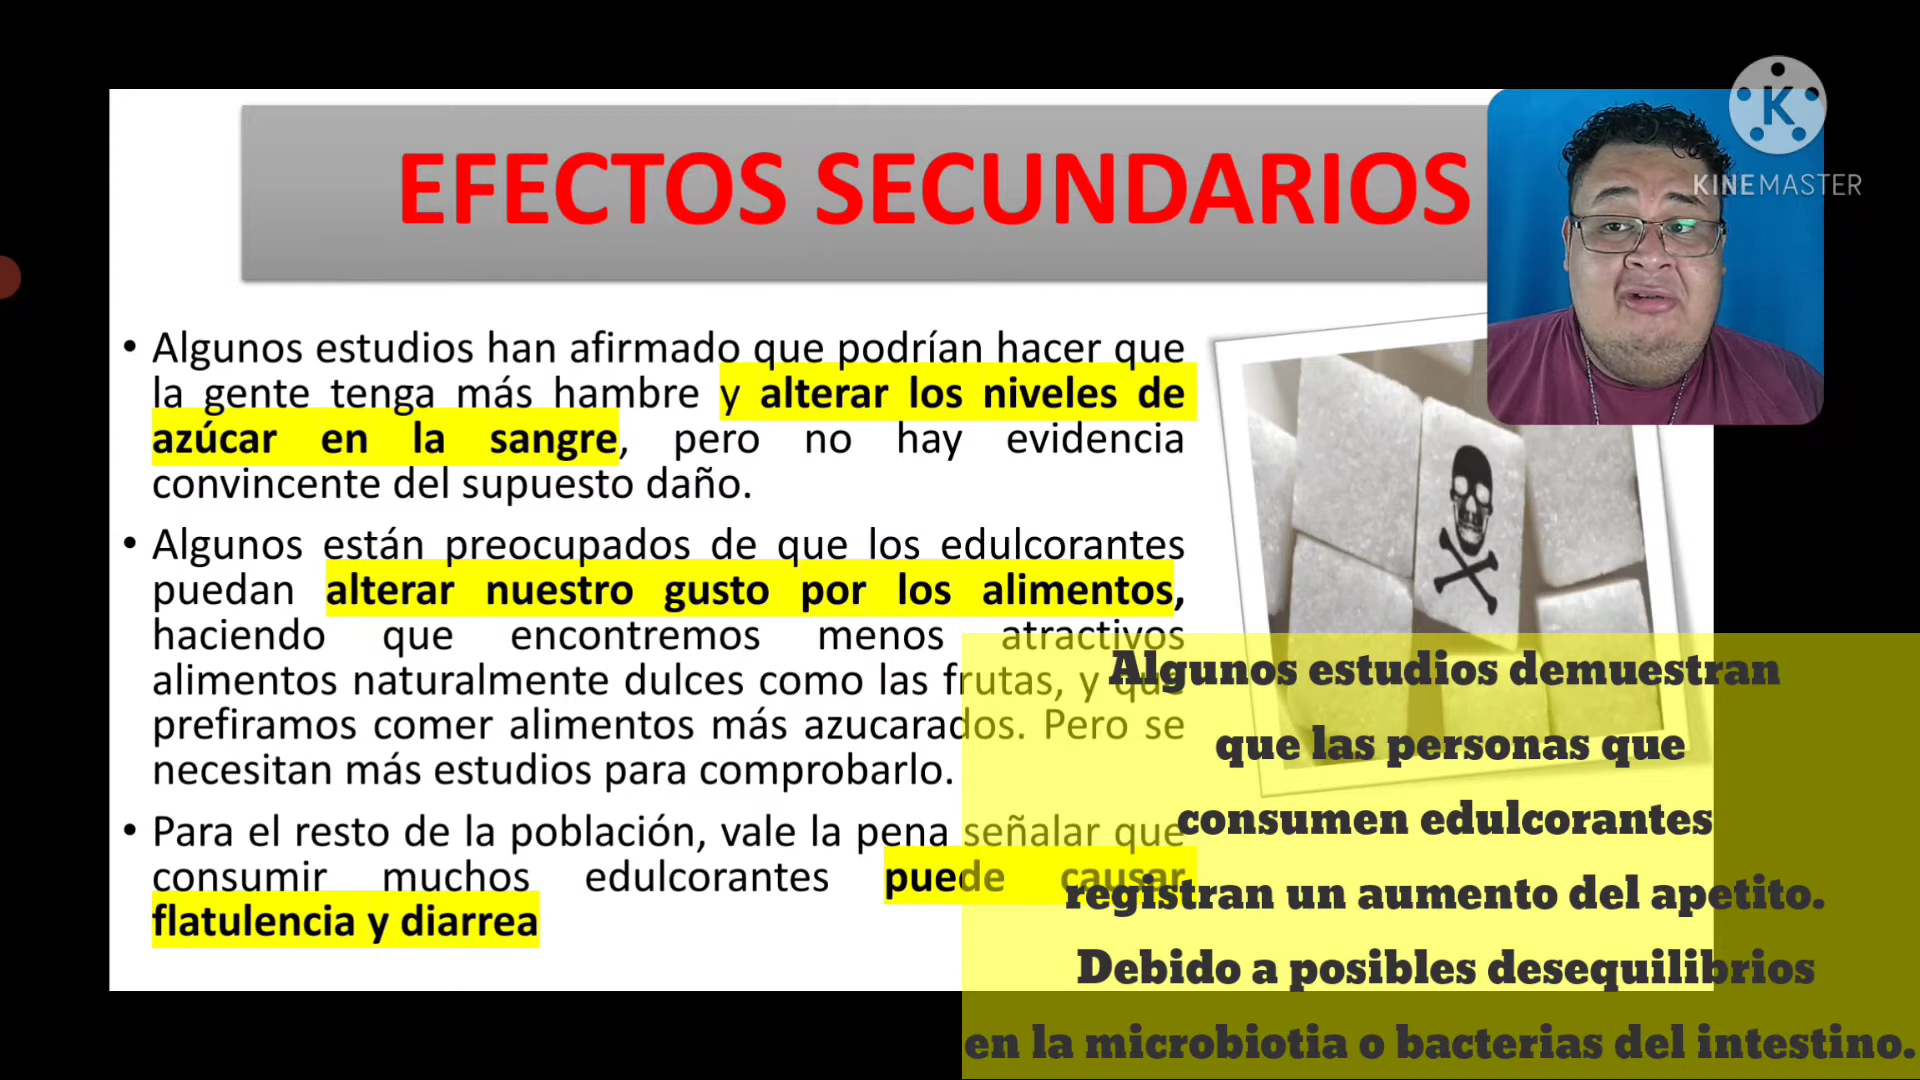 EFECTOS SECUNDARIOS
K
KINEMASTER
• Algunos estudios han afirmado que podrían hacer que
la gente tenga más hambre y alterar los niveles de
azúcar en la sangre, pero no hay evidencia
convincente del supuesto daño.
• Algunos están preocupados de que los edulcorantes
puedan alterar nuestro gusto por los alimentos,
haciendo que encontremos menos atractivos
alimentos naturalmente dulces como las frutas, y que
prefiramos comer alimentos más azucarados. Pero se
necesitan más estudios para comprobarlo.
• Para el resto de la población, vale la pena señalar que
consumir muchos edulcorantes puede causar
flatulencia y diarrea
Algunos estudios demuestran
que las personas que
consumen edulcorantes
registran un aumento del apetito.
Debido a posibles desequilibrios
en la microbiotia o bacterias del intestino.